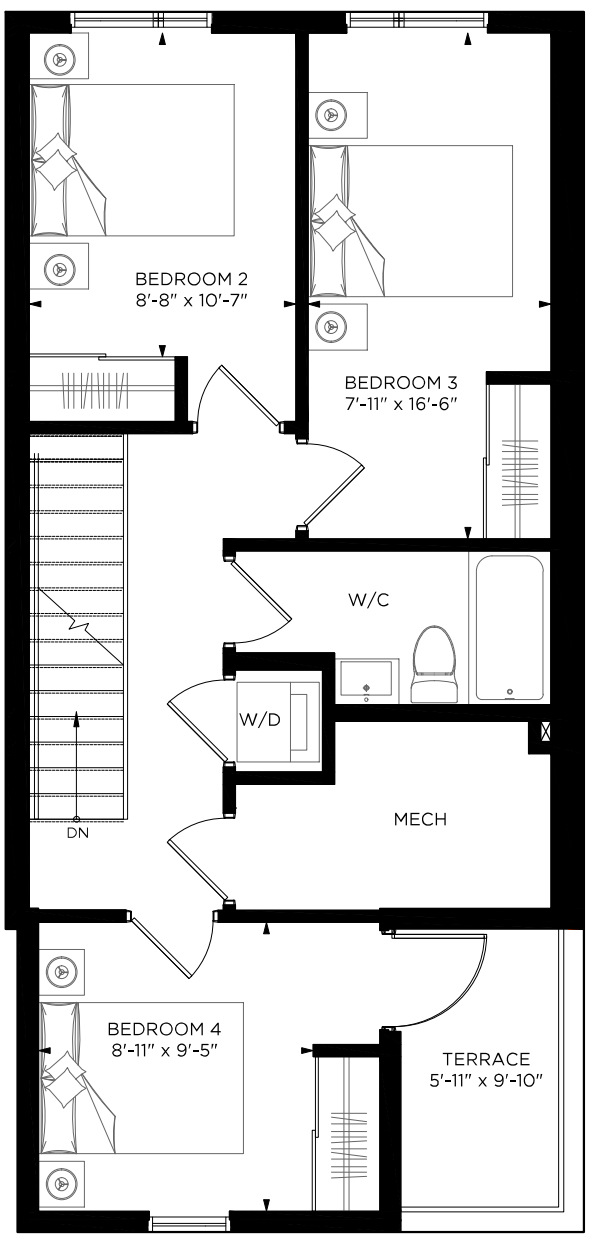 BEDROOM 2
8'-8" x 10'-7"
BEDROOM 3
7'-11" x 16'-6"
W/C
W/D
MECH
DN
BEDROOM 4
8'-11" x 9'-5"
TERRACE
5'-11" x 9'-10"